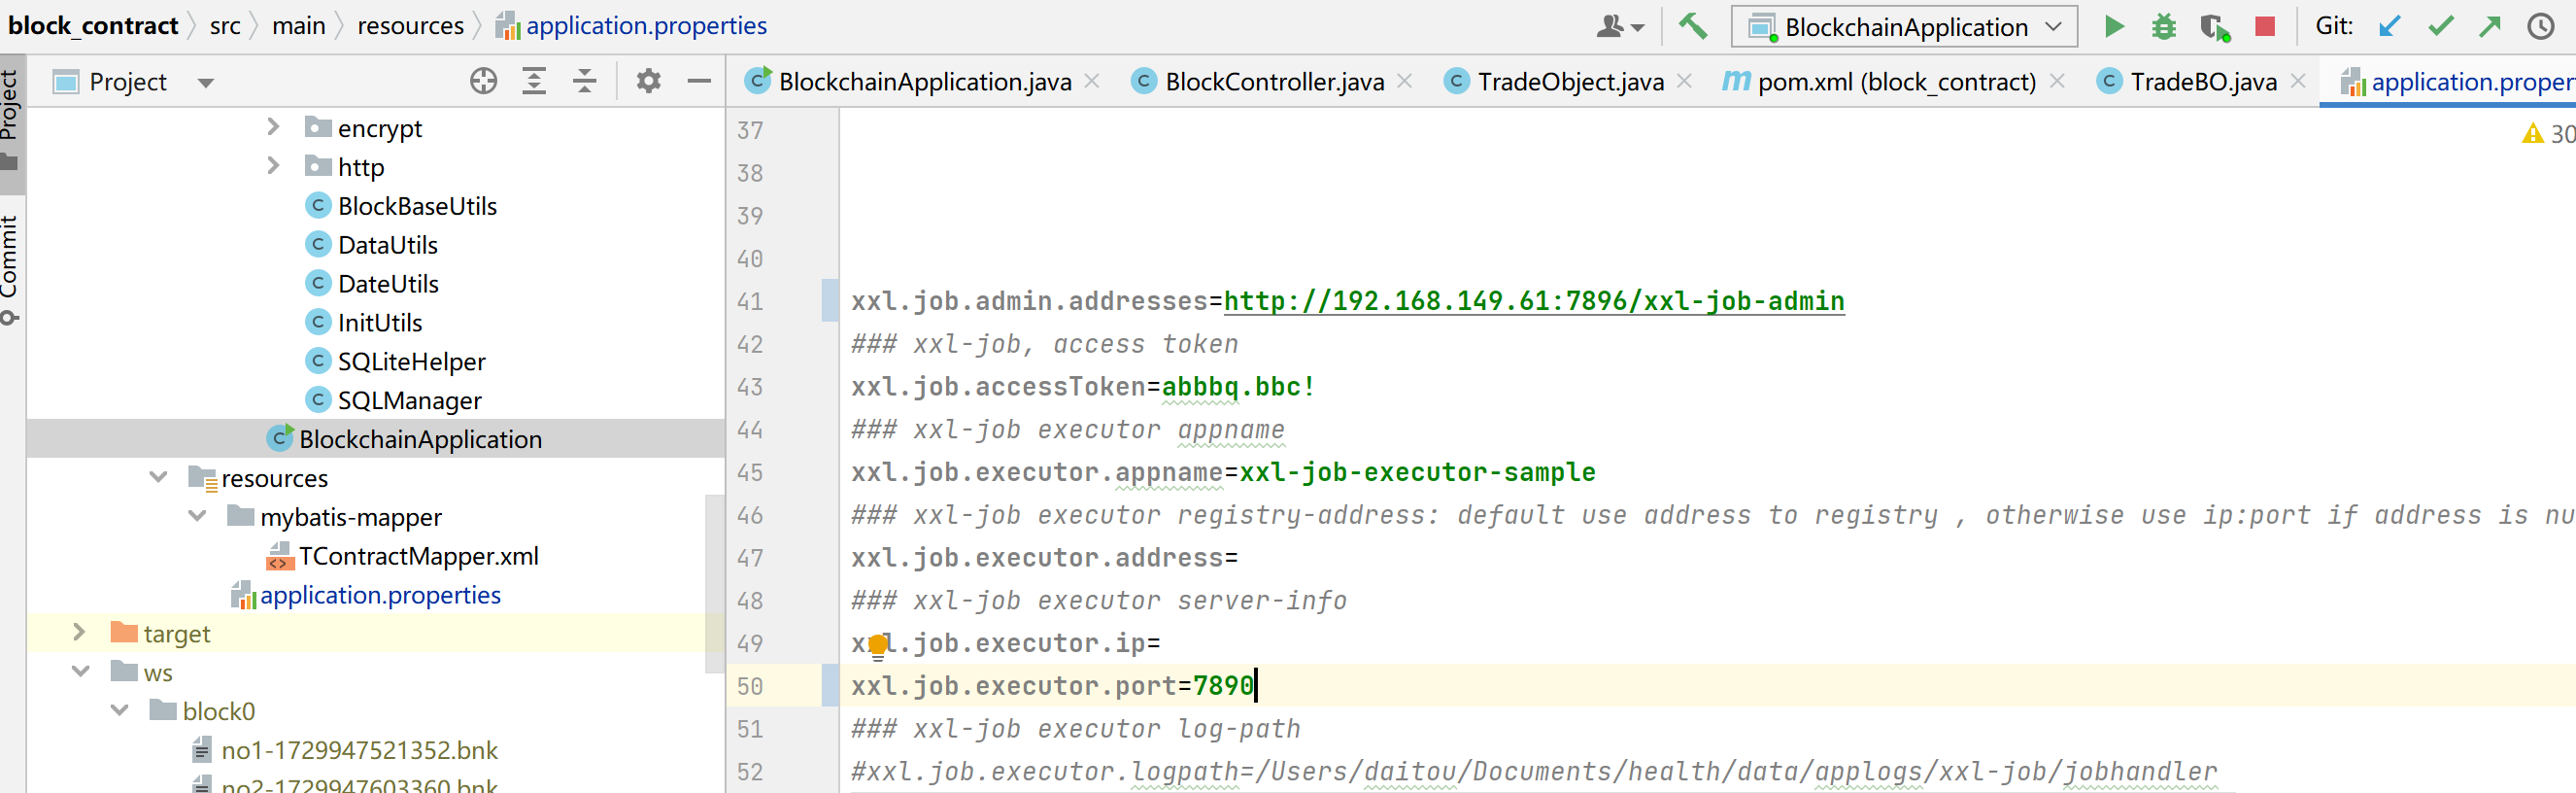 block_contract src main resources application.properties BlockchainApplication Git:
Project
Commit
Project
BlockchainApplication.java BlockController.java TradeObject.java pom.xml (block_contract) TradeBO.java application.proper
encrypt
http
BlockBaseUtils
DataUtils
DateUtils
InitUtils
SQLiteHelper
SQLManager
BlockchainApplication
resources
mybatis-mapper
TContractMapper.xml
application.properties
target
ws
block0
no1-1729947521352.bnk
no2-1729947603360.bnk
30
37
38
39
40
41 xxl.job.admin.addresses=http://192.168.149.61:7896/xxl-job-admin
42 ### xxl-job, access token
43 xxl.job.accessToken=abbbq.bbc!
44 ### xxl-job executor appname
45 xxl.job.executor.appname=xxl-job-executor-sample
46 ### xxl-job executor registry-address: default use address to registry , otherwise use ip:port if address is nu
47 xxl.job.executor.address=
48 ### xxl-job executor server-info
49 xxl.job.executor.ip=
50 xxl.job.executor.port=7890
51 ### xxl-job executor log-path
52 #xxl.job.executor.logpath=/Users/daitou/Documents/health/data/applogs/xxl-job/jobhandler